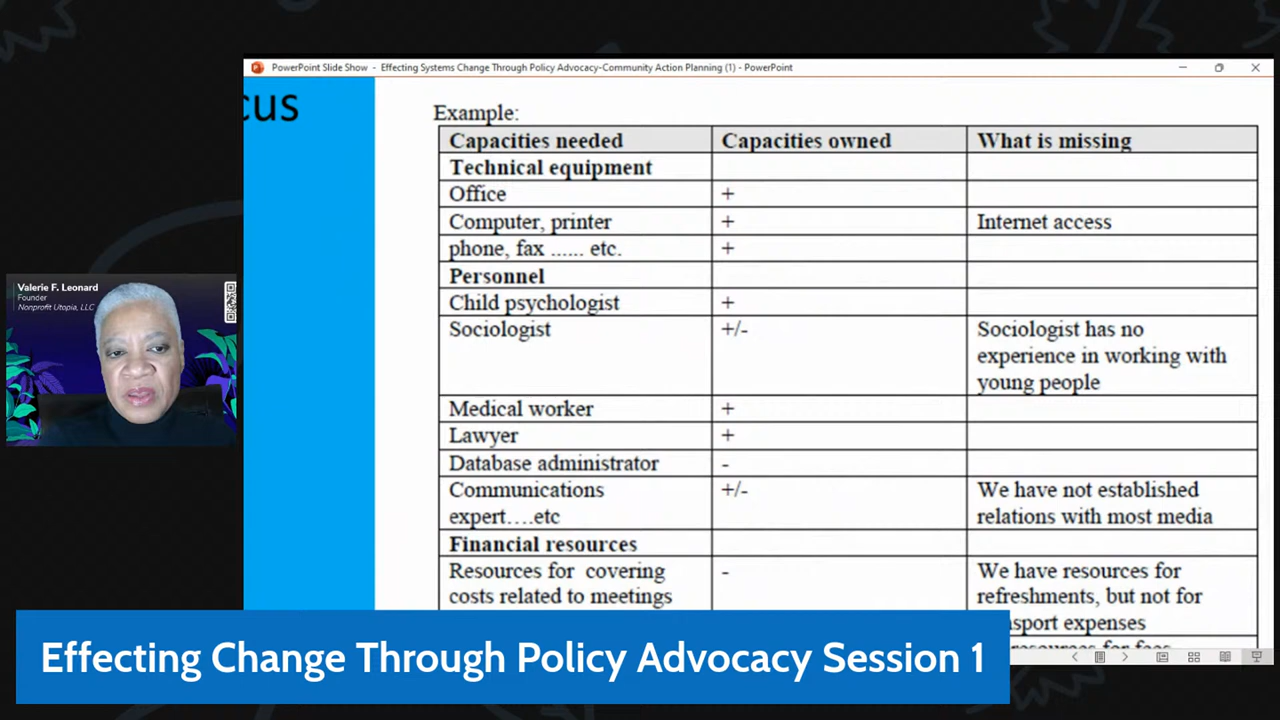 PowerPoint Slide Show - Effecting Systems Change Through Policy Advocacy-Community Action Planning (1) - PowerPoint
cus
Example:
Capacities needed Capacities owned What is missing
Technical equipment
Office +
Computer, printer + Internet access
phone, fax ...... etc. +
Personnel
Child psychologist +
Sociologist +/- Sociologist has no
experience in working with
young people
Medical worker +
Lawyer +
Database administrator -
Communications +/- We have not established
expert….etc relations with most media
Financial resources
Resources for covering - We have resources for
costs related to meetings refreshments, but not for
nsport expenses
Valerie F. Leonard
Founder
Nonprofit Utopia, LLC
Effecting Change Through Policy Advocacy Session 1